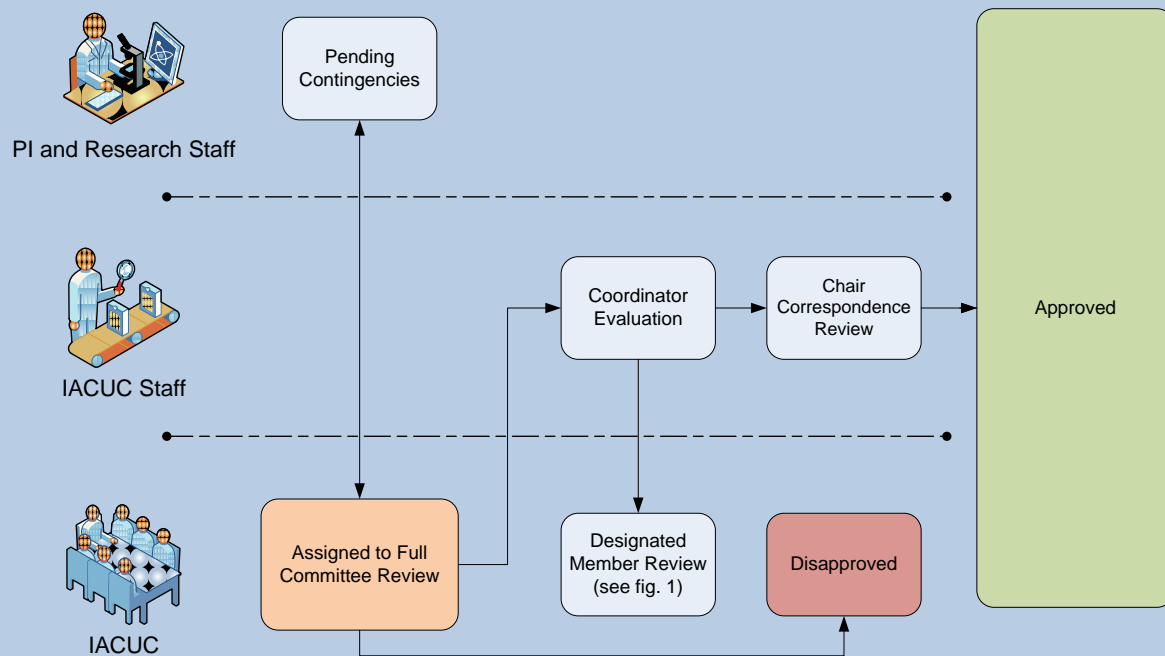 Pending
Contingencies
PI and Research Staff
Coordinator
Evaluation
Chair
Correspondence
Review
Approved
IACUC Staff
Assigned to Full
Committee Review
Designated
Member Review
(see fig. 1)
Disapproved
IACUC